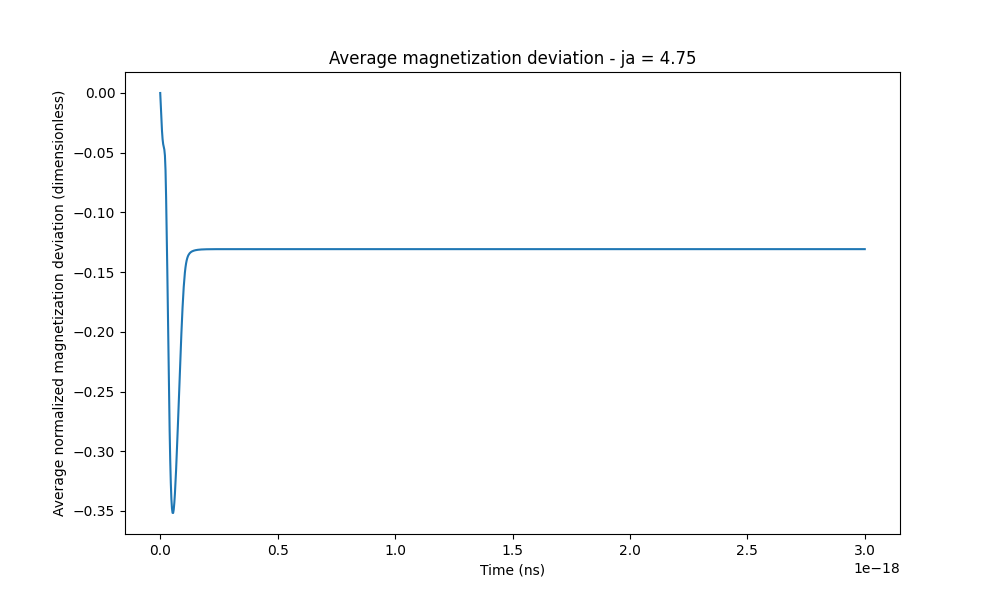 Average magnetization deviation - ja = 4.75
Average normalized magnetization deviation (dimensionless)
0.00
−0.05
−0.10
−0.15
−0.20
−0.25
−0.30
−0.35
0.0 0.5 1.0 1.5 2.0 2.5 3.0
1e−18
Time (ns)